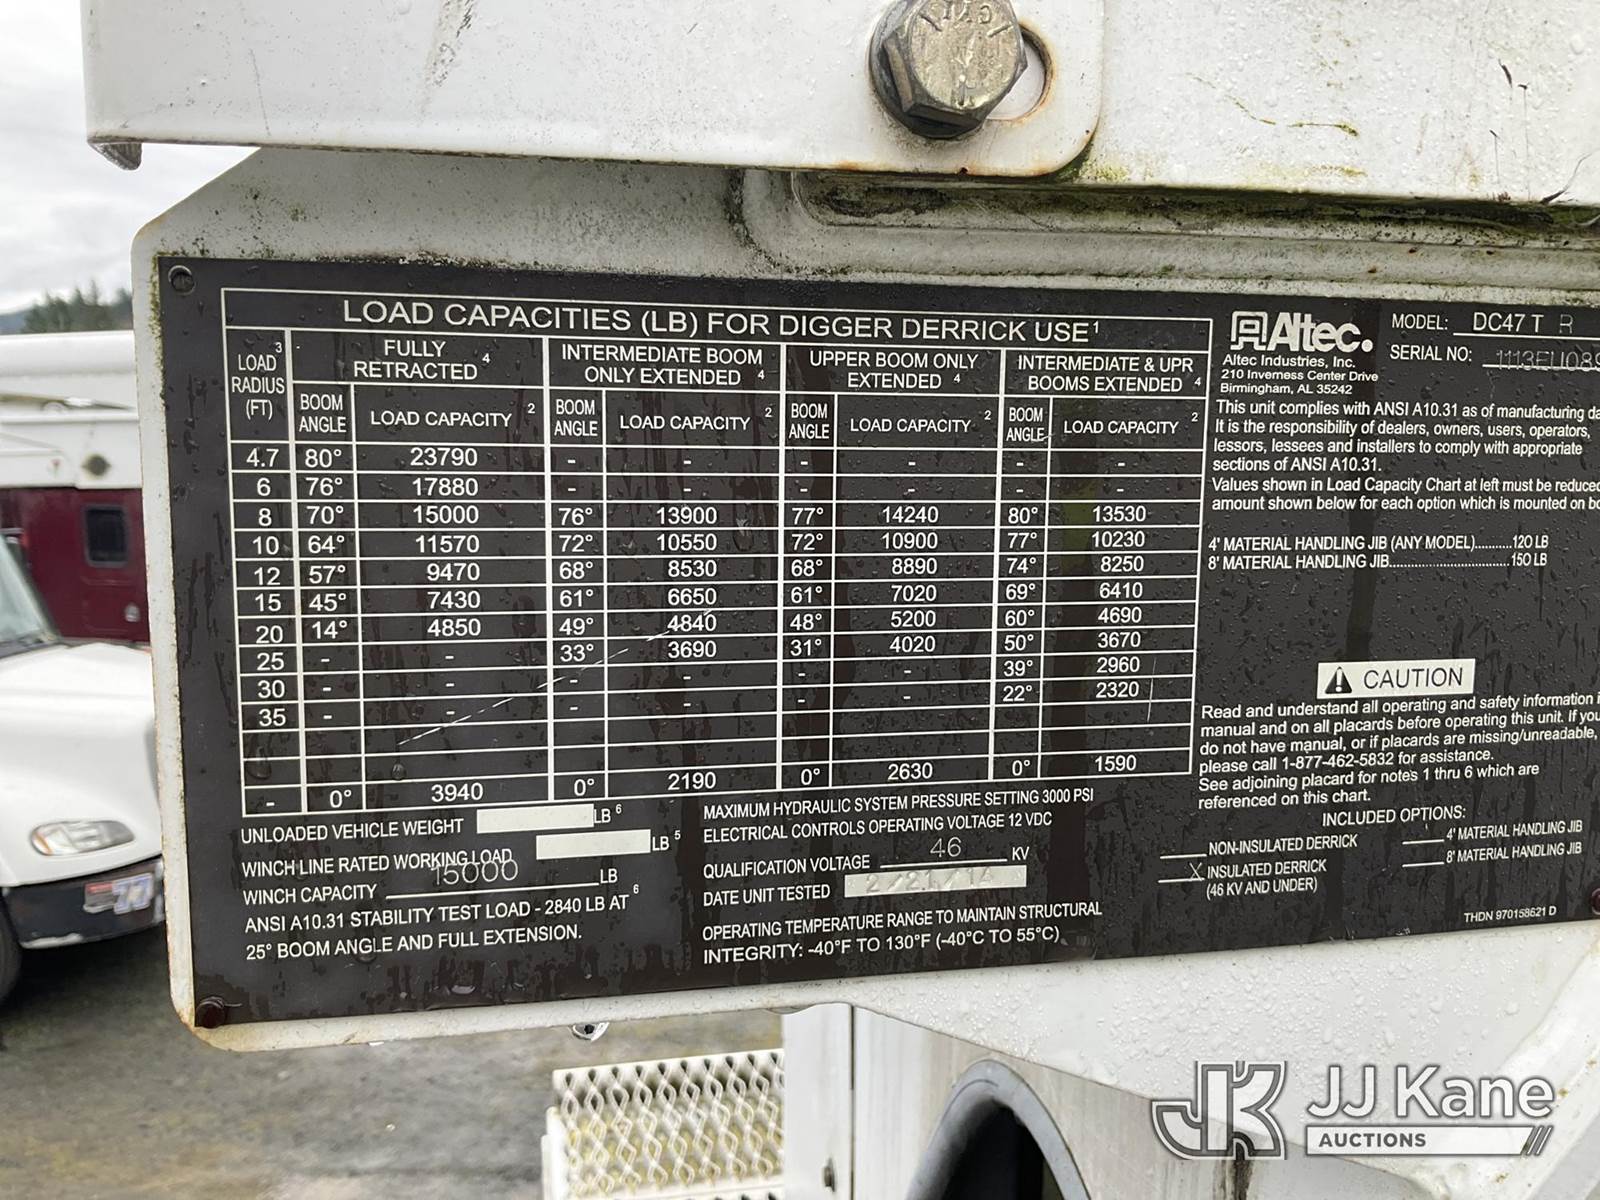 LOAD CAPACITIES (LB) FOR DIGGER DERRICK USE 1
LOAD 3 RADIUS (FT) | FULLY RETRACTED 4 | INTERMEDIATE BOOM ONLY EXTENDED 4 | UPPER BOOM ONLY EXTENDED 4 | INTERMEDIATE & UPR BOOMS EXTENDED 4
BOOM ANGLE | LOAD CAPACITY 2 | BOOM ANGLE | LOAD CAPACITY 2 | BOOM ANGLE | LOAD CAPACITY 2 | BOOM ANGLE | LOAD CAPACITY 2
4.7 80° 23790 - - - - - -
6 76° 17880 - - - - - -
8 70° 15000 76° 13900 77° 14240 80° 13530
10 64° 11570 72° 10550 72° 10900 77° 10230
12 57° 9470 68° 8530 68° 8890 74° 8250
15 45° 7430 61° 6650 61° 7020 69° 6410
20 14° 4850 49° 4840 48° 5200 60° 4690
25 - - 33° 3690 31° 4020 50° 3670
30 - - - - - - 39° 2960
35 - - - - - - 22° 2320
- 0° 3940 0° 2190 0° 2630 0° 1590
UNLOADED VEHICLE WEIGHT LB 6
WINCH LINE RATED WORKING LOAD LB 5
WINCH CAPACITY 15000 LB
ANSI A10.31 STABILITY TEST LOAD - 2840 LB AT 6
25° BOOM ANGLE AND FULL EXTENSION.
MAXIMUM HYDRAULIC SYSTEM PRESSURE SETTING 3000 PSI
ELECTRICAL CONTROLS OPERATING VOLTAGE 12 VDC
QUALIFICATION VOLTAGE 46 KV
DATE UNIT TESTED 2/21/14
OPERATING TEMPERATURE RANGE TO MAINTAIN STRUCTURAL
INTEGRITY: -40°F TO 130°F (-40°C TO 55°C)
Altec.
Altec Industries, Inc.
210 Inverness Center Drive
Birmingham, AL 35242
MODEL: DC47 T R
SERIAL NO:
This unit complies with ANSI A10.31 as of manufacturing
It is the responsibility of dealers, owners, users, operators,
lessors, lessees and installers to comply with appropriate
sections of ANSI A10.31.
Values shown in Load Capacity Chart at left must be reduced
amount shown below for each option which is mounted on
4' MATERIAL HANDLING JIB (ANY MODEL)..........120 LB
8' MATERIAL HANDLING JIB................................150 LB
CAUTION
Read and understand all operating and safety information
manual and on all placards before operating this unit. If you
do not have manual, or if placards are missing/unreadable,
please call 1-877-462-5832 for assistance.
See adjoining placard for notes 1 thru 6 which are
referenced on this chart.
INCLUDED OPTIONS:
NON-INSULATED DERRICK
X INSULATED DERRICK
(46 KV AND UNDER)
4' MATERIAL HANDLING JIB
8' MATERIAL HANDLING JIB
THDN 970158621 D
77
JK JJ Kane
AUCTIONS